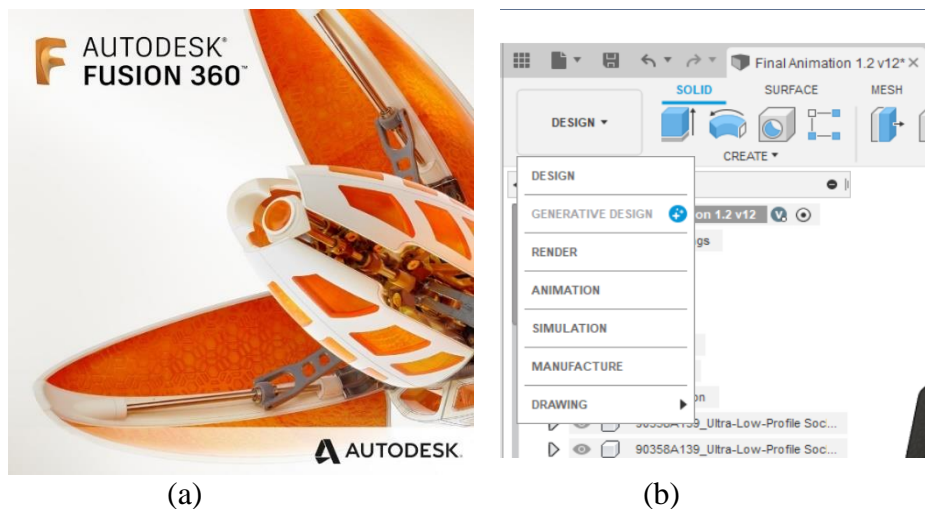 AUTODESK®
FUSION 360™
AUTODESK.
(a)
Final Animation 1.2 v12*
SOLID
SURFACE
MESH
DESIGN
CREATE
DESIGN
GENERATIVE DESIGN
on 1.2 v12
gs
RENDER
ANIMATION
SIMULATION
MANUFACTURE
DRAWING
on
90358A139_Ultra-Low-Profile Soc...
90358A139_Ultra-Low-Profile Soc...
(b)